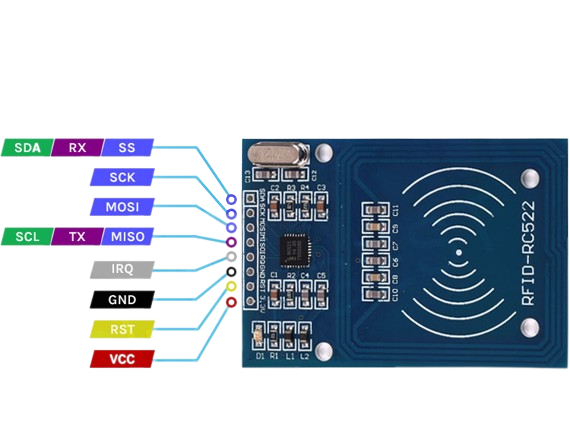 SDA RX SS
SCK
MOSI
SCL TX MISO
IRQ
GND
RST
VCC
C13
C12
C2 R3 R4 C3
SDA
SCK
MOSI
MISO
IRQ
GND
RST
3.3V
C1 R2 C4 C5
D1 R1 L1 L2
C11
C9
C7
C6
C8
C10
RFID-RC522